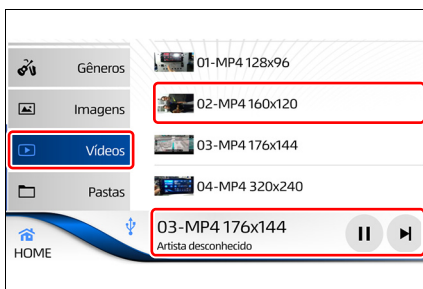 Gêneros
01-MP4 128x96
Imagens
02-MP4 160x120
Vídeos
03-MP4 176x144
Pastas
04-MP4 320x240
HOME
03-MP4 176x144
Artista desconhecido